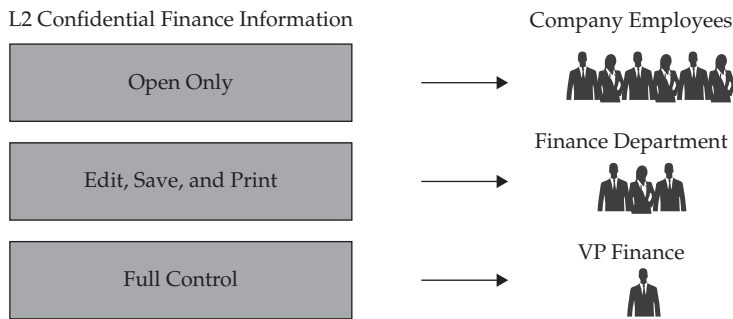 L2 Confidential Finance Information
Company Employees
Open Only
Finance Department
Edit, Save, and Print
VP Finance
Full Control